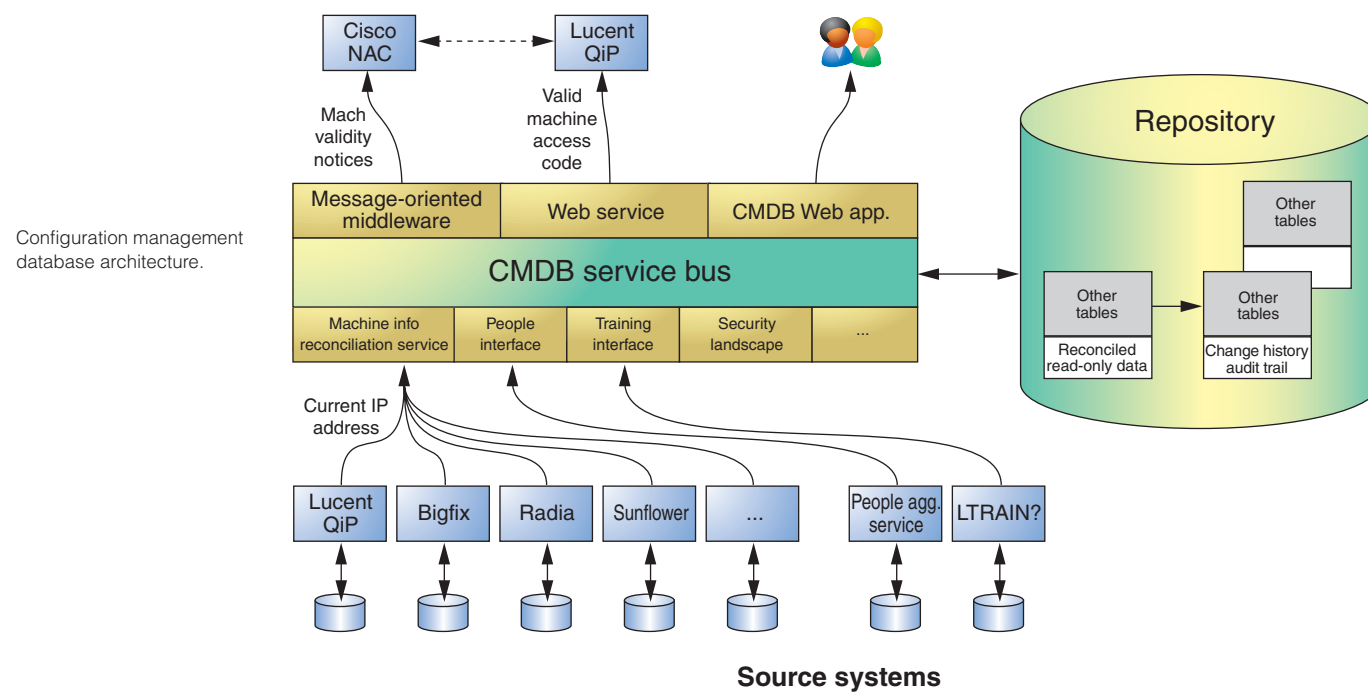 Cisco
NAC
Lucent
QiP
Mach
validity
notices
Valid
machine
access
code
Repository
Message-oriented
middleware
Web service
CMDB Web app.
Other
tables
Configuration management
database architecture.
CMDB service bus
Other
tables
Other
tables
Reconciled
read-only data
Change history
audit trail
Machine info
reconciliation service
People
interface
Training
interface
Security
landscape
...
Current IP
address
Lucent
QiP
Bigfix
Radia
Sunflower
...
People agg.
service
LTRAIN?
Source systems